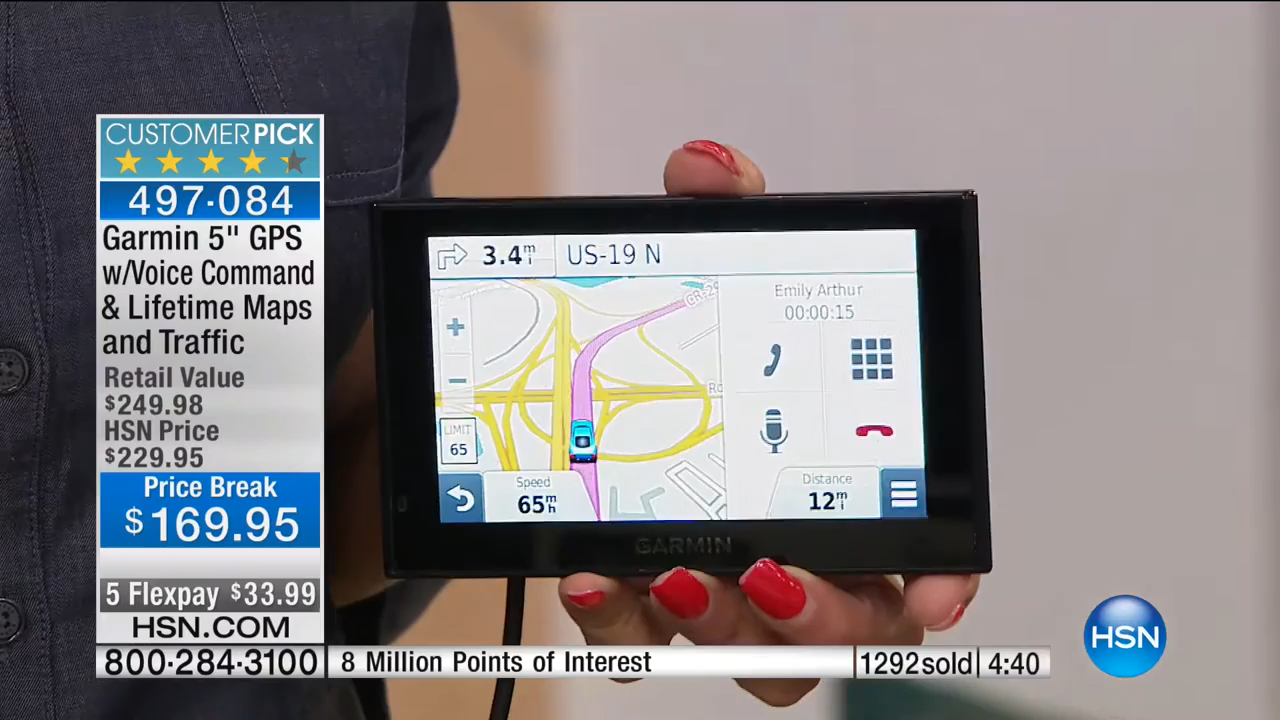 CUSTOMERPICK
497·084
Garmin 5" GPS
w/Voice Command
& Lifetime Maps
and Traffic
Retail Value
$249.98
HSN Price
$229.95
Price Break
$169.95
5 Flexpay $33.99
HSN.COM
800·284·3100
8 Million Points of Interest
1292sold
4:40
HSN
3.4mi
US-19 N
Emily Arthur
00:00:15
LIMIT
65
Speed
65mh
Distance
12mi
GARMIN